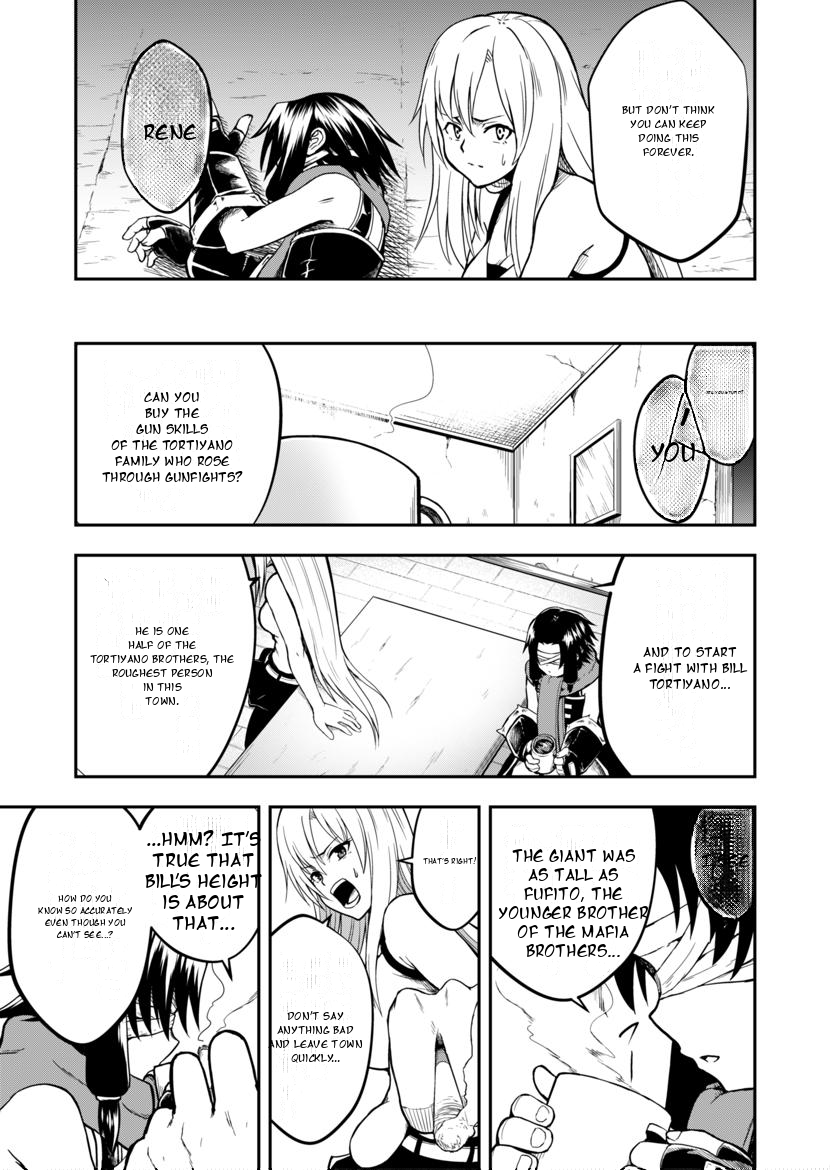 BUT DON'T THINK
YOU CAN KEEP
DOING THIS
FOREVER.
RENE
YOU
CAN YOU
BUY THE
GUN SKILLS
OF THE TORTIYANO
FAMILY WHO ROSE
THROUGH GUNFIGHTS?
AND TO START
A FIGHT WITH BILL
TORTIYANO...
HE IS ONE
HALF OF THE
TORTIYANO BROTHERS, THE
ROUGHEST PERSON
IN THIS
TOWN.
THE GIANT WAS
AS TALL AS
FUFITO, THE
YOUNGER BROTHER
OF THE MAFIA
BROTHERS...
THAT'S RIGHT!
DON'T SAY
ANYTHING BAD
AND LEAVE TOWN
QUICKLY...
...HMM? IT'S
TRUE THAT
BILL'S HEIGHT
IS ABOUT
THAT...
HOW DO YOU
KNOW SO ACCURATELY
EVEN THOUGH YOU
CAN'T SEE...?